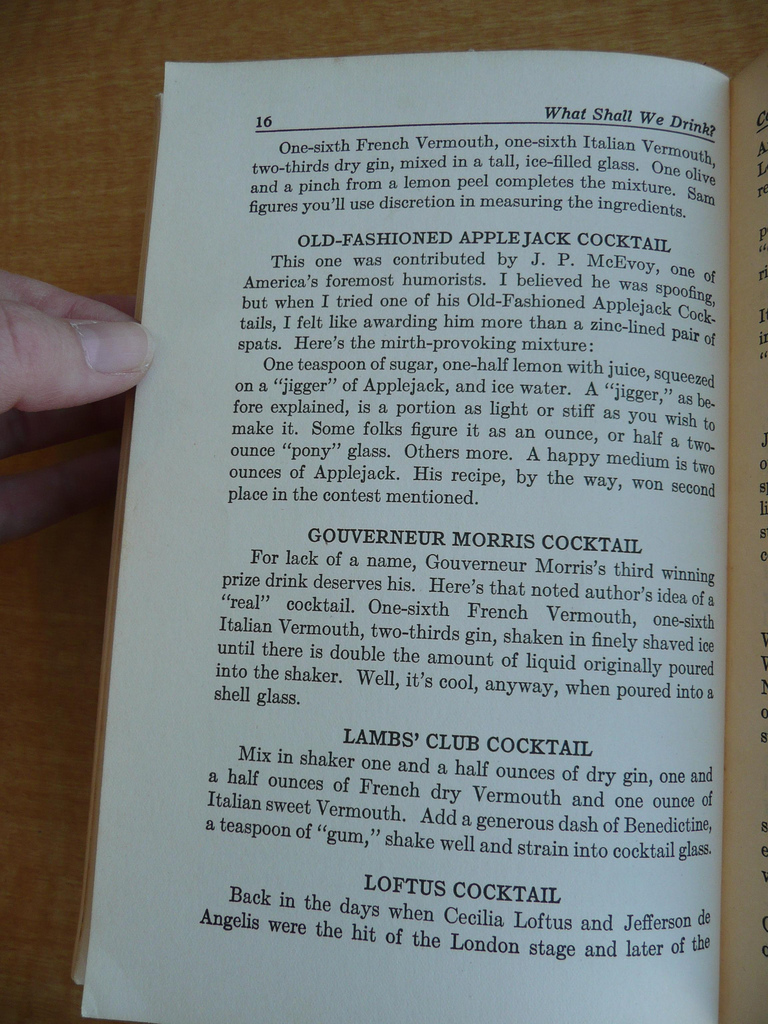 16
What Shall We Drink?
One-sixth French Vermouth, one-sixth Italian Vermouth,
two-thirds dry gin, mixed in a tall, ice-filled glass. One olive
and a pinch from a lemon peel completes the mixture. Sam
figures you'll use discretion in measuring the ingredients.
OLD-FASHIONED APPLEJACK COCKTAIL
This one was contributed by J. P. McEvoy, one of
America's foremost humorists. I believed he was spoofing,
but when I tried one of his Old-Fashioned Applejack Cock-
tails, I felt like awarding him more than a zinc-lined pair of
spats. Here's the mirth-provoking mixture:
One teaspoon of sugar, one-half lemon with juice, squeezed
on a "jigger" of Applejack, and ice water. A "jigger," as be-
fore explained, is a portion as light or stiff as you wish to
make it. Some folks figure it as an ounce, or half a two-
ounce "pony" glass. Others more. A happy medium is two
ounces of Applejack. His recipe, by the way, won second
place in the contest mentioned.
GOUVERNEUR MORRIS COCKTAIL
For lack of a name, Gouverneur Morris's third winning
prize drink deserves his. Here's that noted author's idea of a
"real" cocktail. One-sixth French Vermouth, one-sixth
Italian Vermouth, two-thirds gin, shaken in finely shaved ice
until there is double the amount of liquid originally poured
into the shaker. Well, it's cool, anyway, when poured into a
shell glass.
LAMBS' CLUB COCKTAIL
Mix in shaker one and a half ounces of dry gin, one and
a half ounces of French dry Vermouth and one ounce of
Italian sweet Vermouth. Add a generous dash of Benedictine,
a teaspoon of "gum," shake well and strain into cocktail glass.
LOFTUS COCKTAIL
Back in the days when Cecilia Loftus and Jefferson de
Angelis were the hit of the London stage and later of the